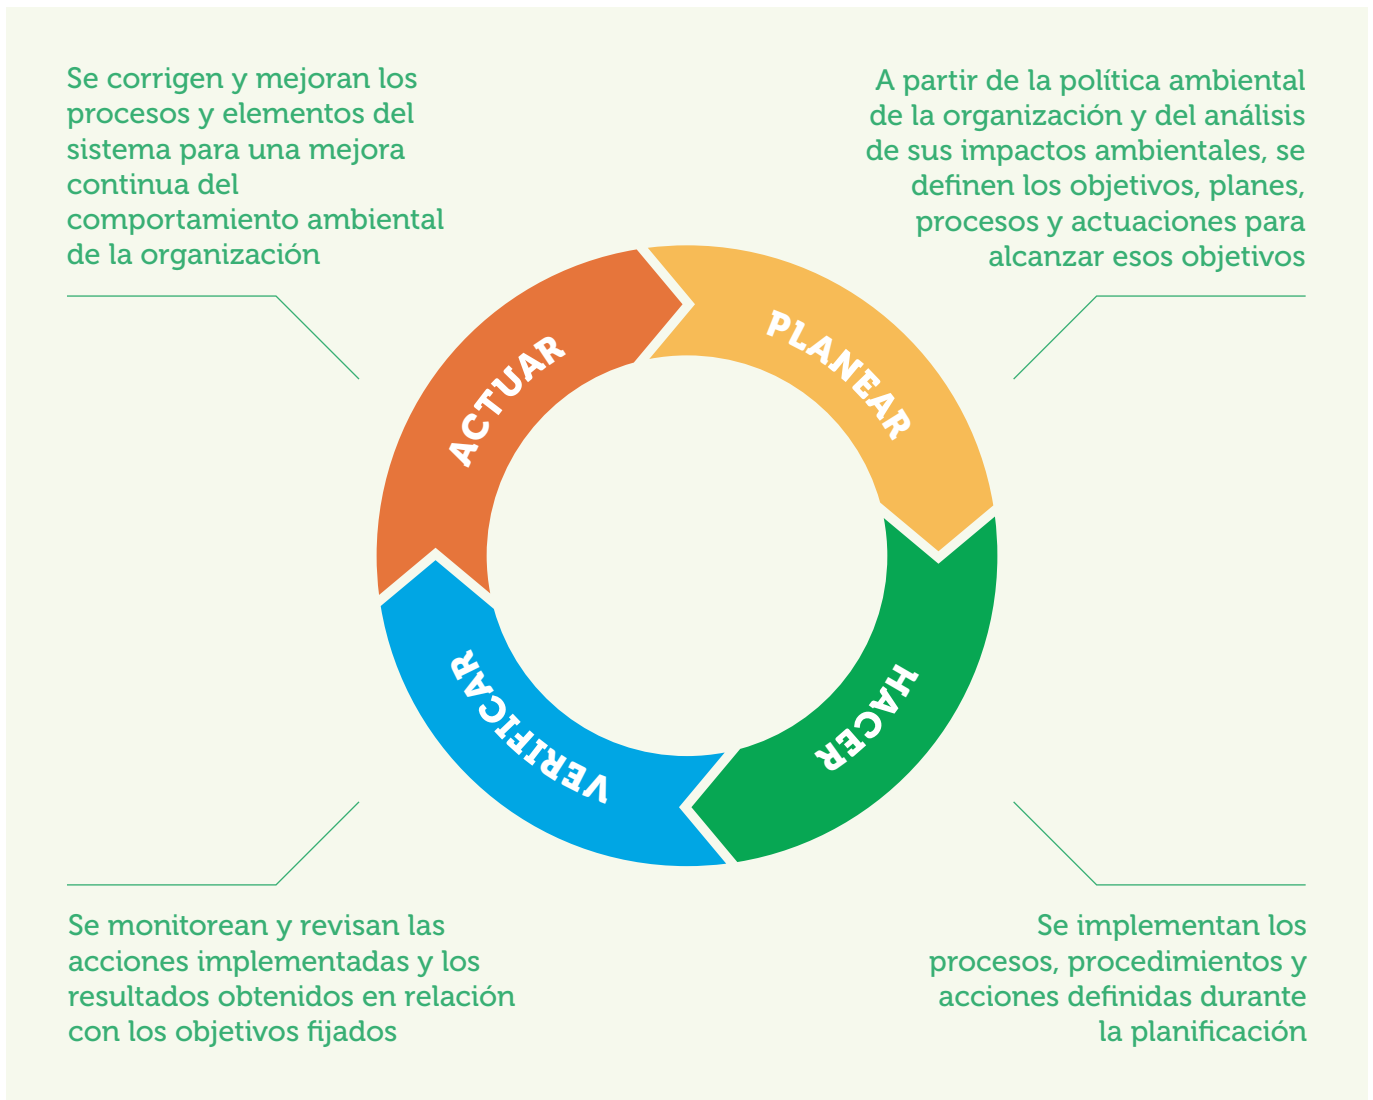 Se corrigen y mejoran los
procesos y elementos del
sistema para una mejora
continua del
comportamiento ambiental
de la organización
A partir de la política ambiental
de la organización y del análisis
de sus impactos ambientales, se
definen los objetivos, planes,
procesos y actuaciones para
alcanzar esos objetivos
ACTUAR
PLANEAR
VERIFICAR
HACER
Se monitorean y revisan las
acciones implementadas y los
resultados obtenidos en relación
con los objetivos fijados
Se implementan los
procesos, procedimientos y
acciones definidas durante
la planificación